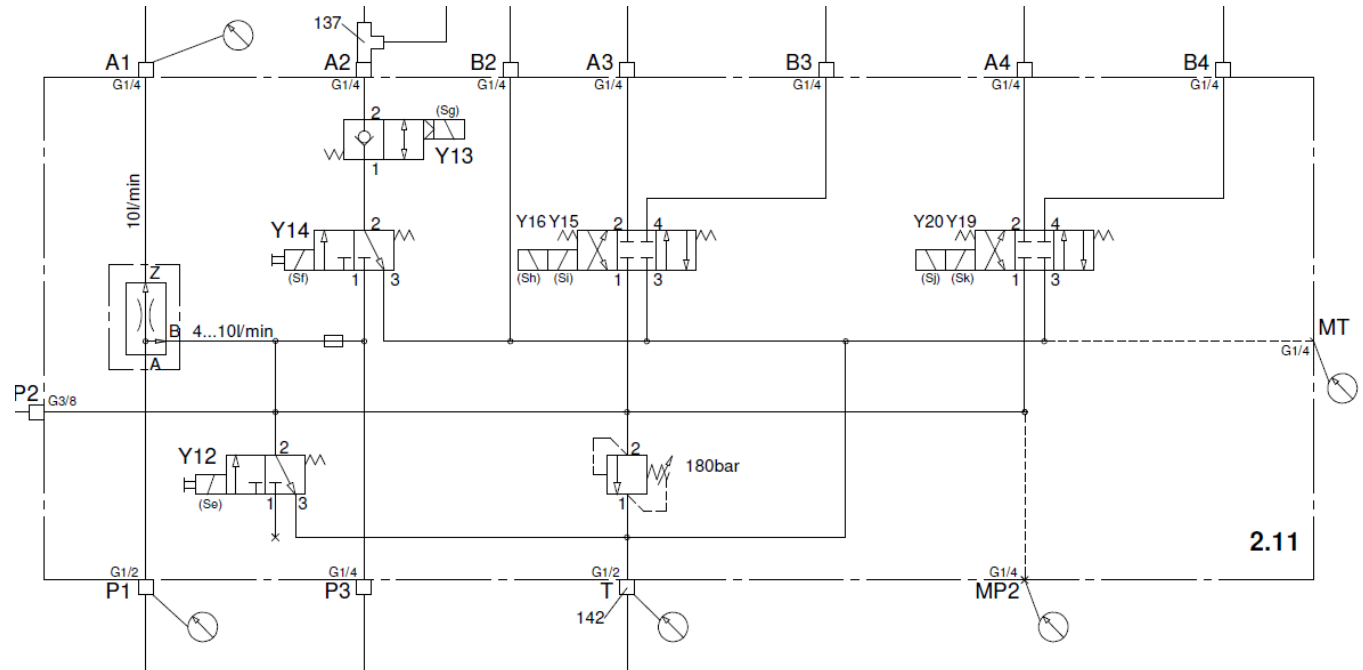 137
A1
A2
B2
A3
B3
A4
B4
G1/4
G1/4
G1/4
G1/4
G1/4
G1/4
G1/4
2
(Sg)
Y13
1
10l/min
Y14
2
(Sf)
1
3
Y16 Y15
2
4
(Sh)
(Si)
1
3
Y20 Y19
2
4
(Sj)
(Sk)
1
3
Z
B
4...10l/min
A
MT
G1/4
P2
G3/8
Y12
2
(Se)
1
3
2
180bar
1
2.11
G1/2
P1
G1/4
P3
G1/2
T
142
G1/4
MP2